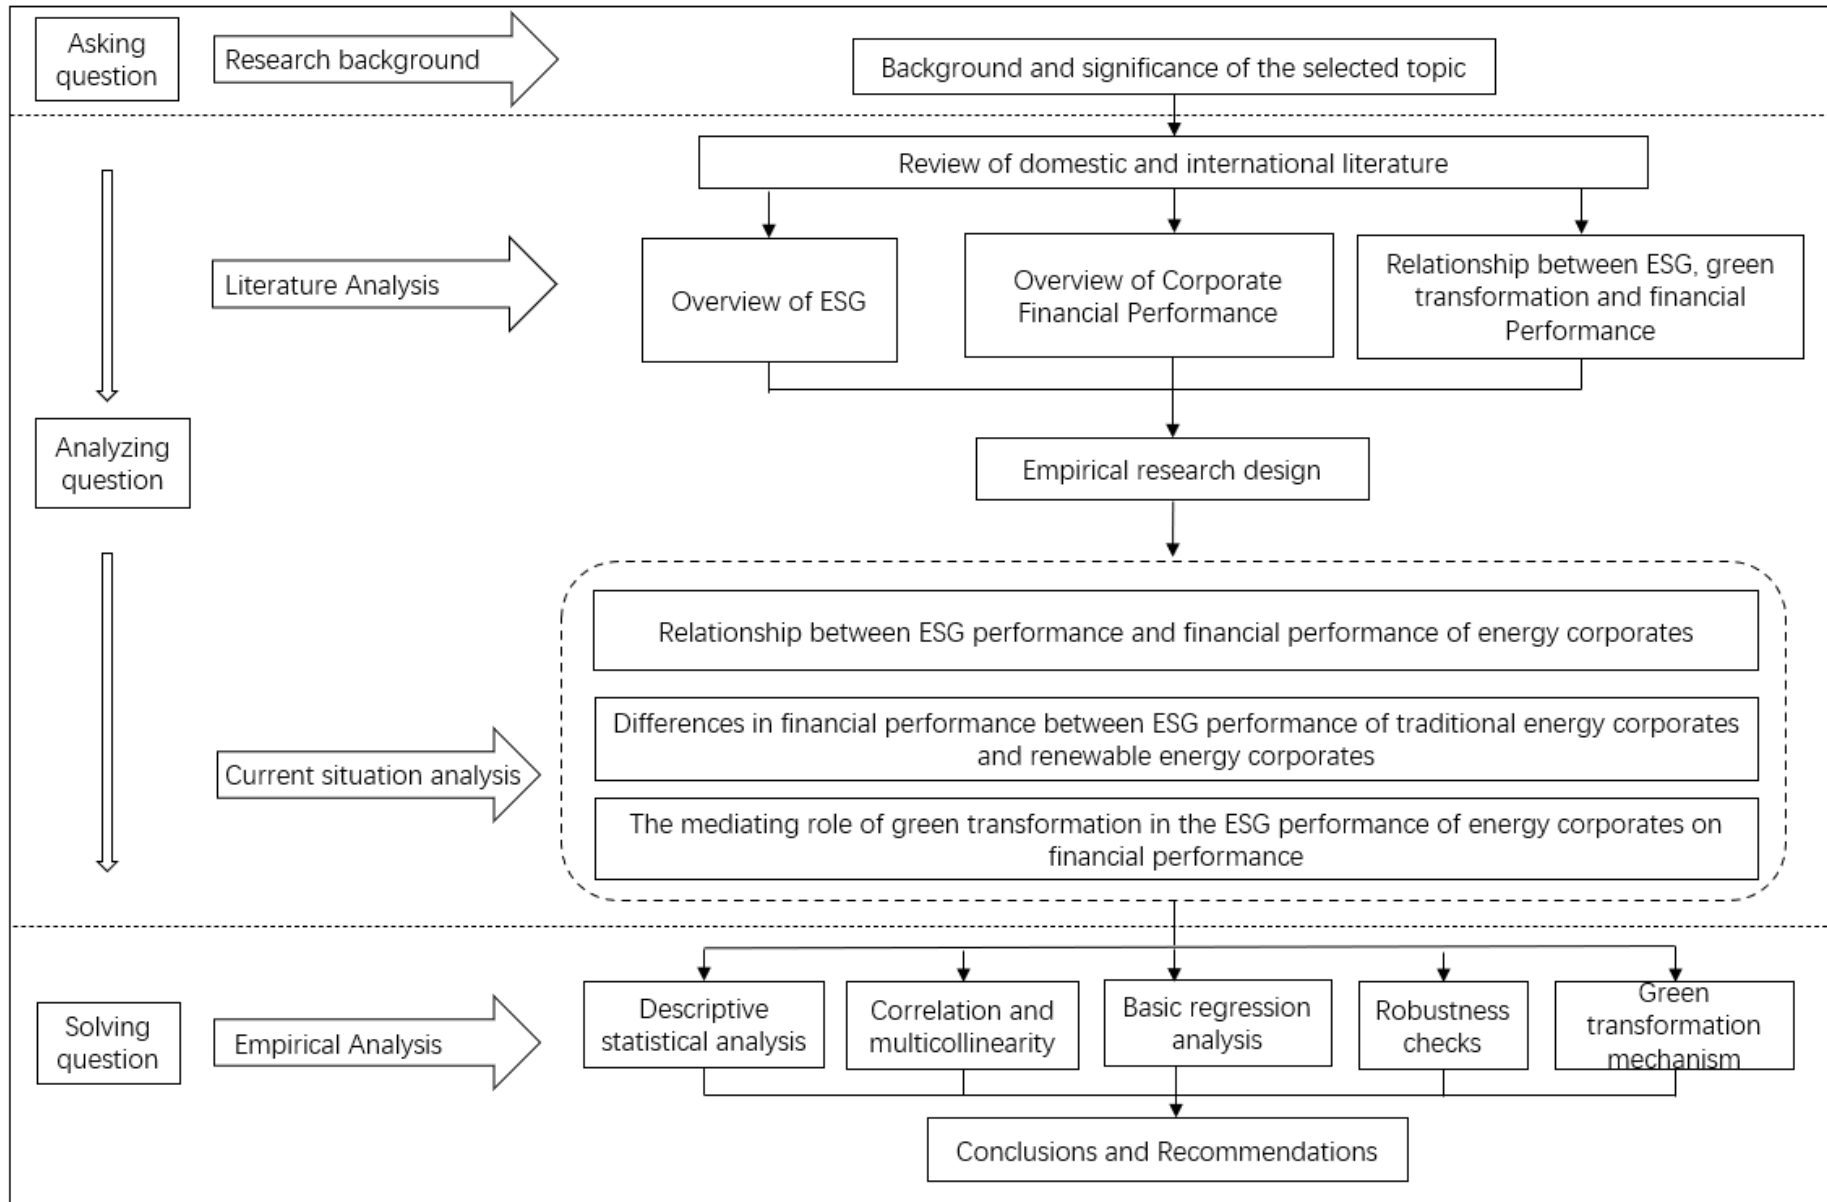 Asking
question
Research background
Background and significance of the selected topic
Review of domestic and international literature
Literature Analysis
Overview of ESG
Overview of Corporate
Financial Performance
Relationship between ESG, green
transformation and financial
Performance
Analyzing
question
Empirical research design
Relationship between ESG performance and financial performance of energy corporates
Differences in financial performance between ESG performance of traditional energy corporates
and renewable energy corporates
Current situation analysis
The mediating role of green transformation in the ESG performance of energy corporates on
financial performance
Solving
question
Empirical Analysis
Descriptive
statistical analysis
Correlation and
multicollinearity
Basic regression
analysis
Robustness
checks
Green
transformation
mechanism
Conclusions and Recommendations